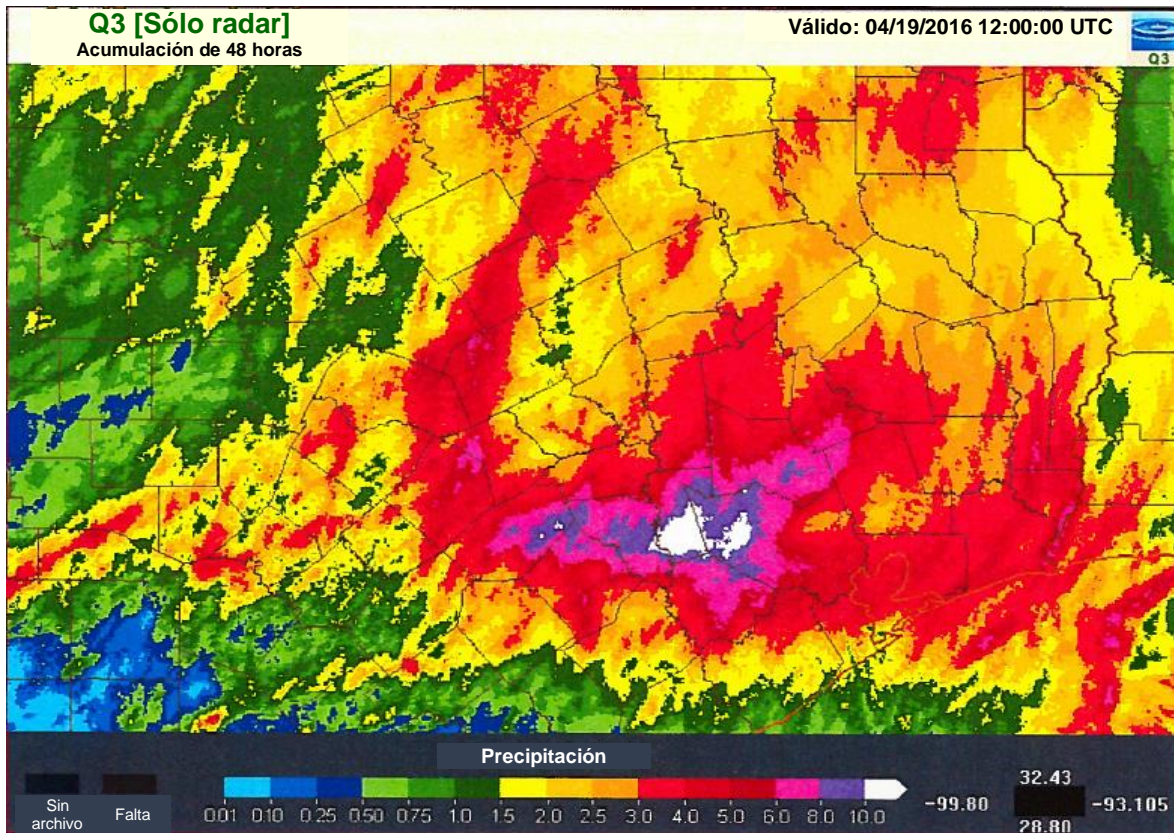 Q3 [Sólo radar]
Acumulación de 48 horas
Válido: 04/19/2016 12:00:00 UTC
Q3
Precipitación
Sin archivo
Falta
0.01 0.10 0.25 0.50 0.75 1.0 1.5 2.0 2.5 3.0 4.0 5.0 6.0 8.0 10.0
32.43
-99.80 -93.105
28.80